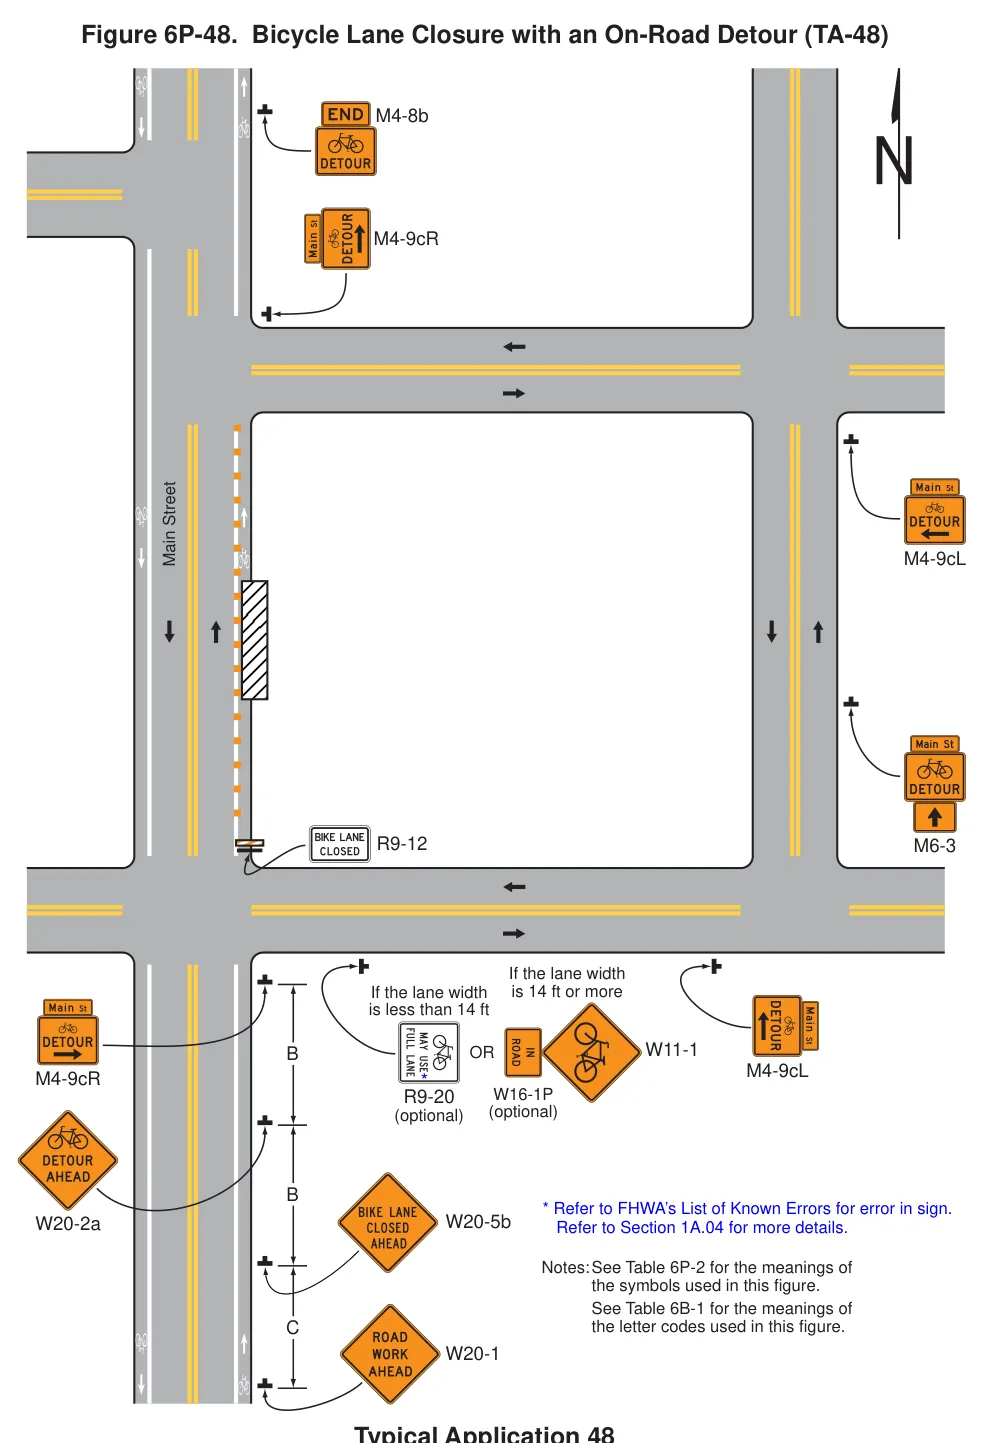 Figure 6P-48. Bicycle Lane Closure with an On-Road Detour (TA-48)
END
DETOUR
M4-8b
N
Main St
DETOUR
M4-9cR
Main St
DETOUR
M4-9cL
Main Street
Main St
DETOUR
M6-3
BIKE LANE
CLOSED
R9-12
Main St
DETOUR
M4-9cR
If the lane width
is less than 14 ft
MAY USE*
FULL LANE
R9-20
(optional)
OR
If the lane width
is 14 ft or more
IN
ROAD
W16-1P
(optional)
W11-1
Main St
DETOUR
M4-9cL
B
DETOUR
AHEAD
W20-2a
B
BIKE LANE
CLOSED
AHEAD
W20-5b
* Refer to FHWA's List of Known Errors for error in sign.
Refer to Section 1A.04 for more details.
Notes: See Table 6P-2 for the meanings of
the symbols used in this figure.
See Table 6B-1 for the meanings of
the letter codes used in this figure.
C
ROAD
WORK
AHEAD
W20-1
Typical Application 48